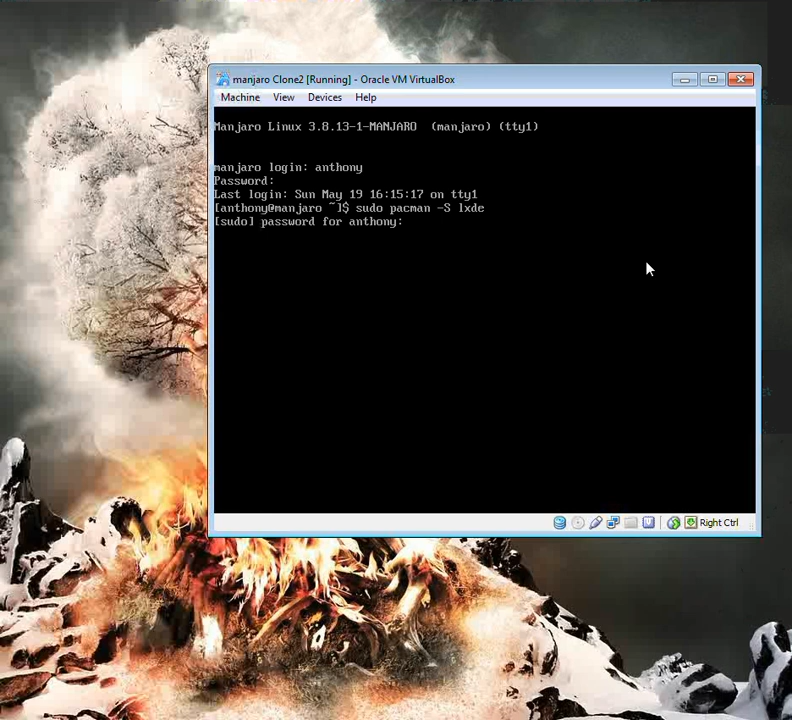 manjaro Clone2 [Running] - Oracle VM VirtualBox
Machine View Devices Help
Manjaro Linux 3.8.13-1-MANJARO (manjaro) (tty1)
manjaro login: anthony
Password:
Last login: Sun May 19 16:15:17 on tty1
[anthony@manjaro ~]$ sudo pacman -S lxde
[sudo] password for anthony:
Right Ctrl